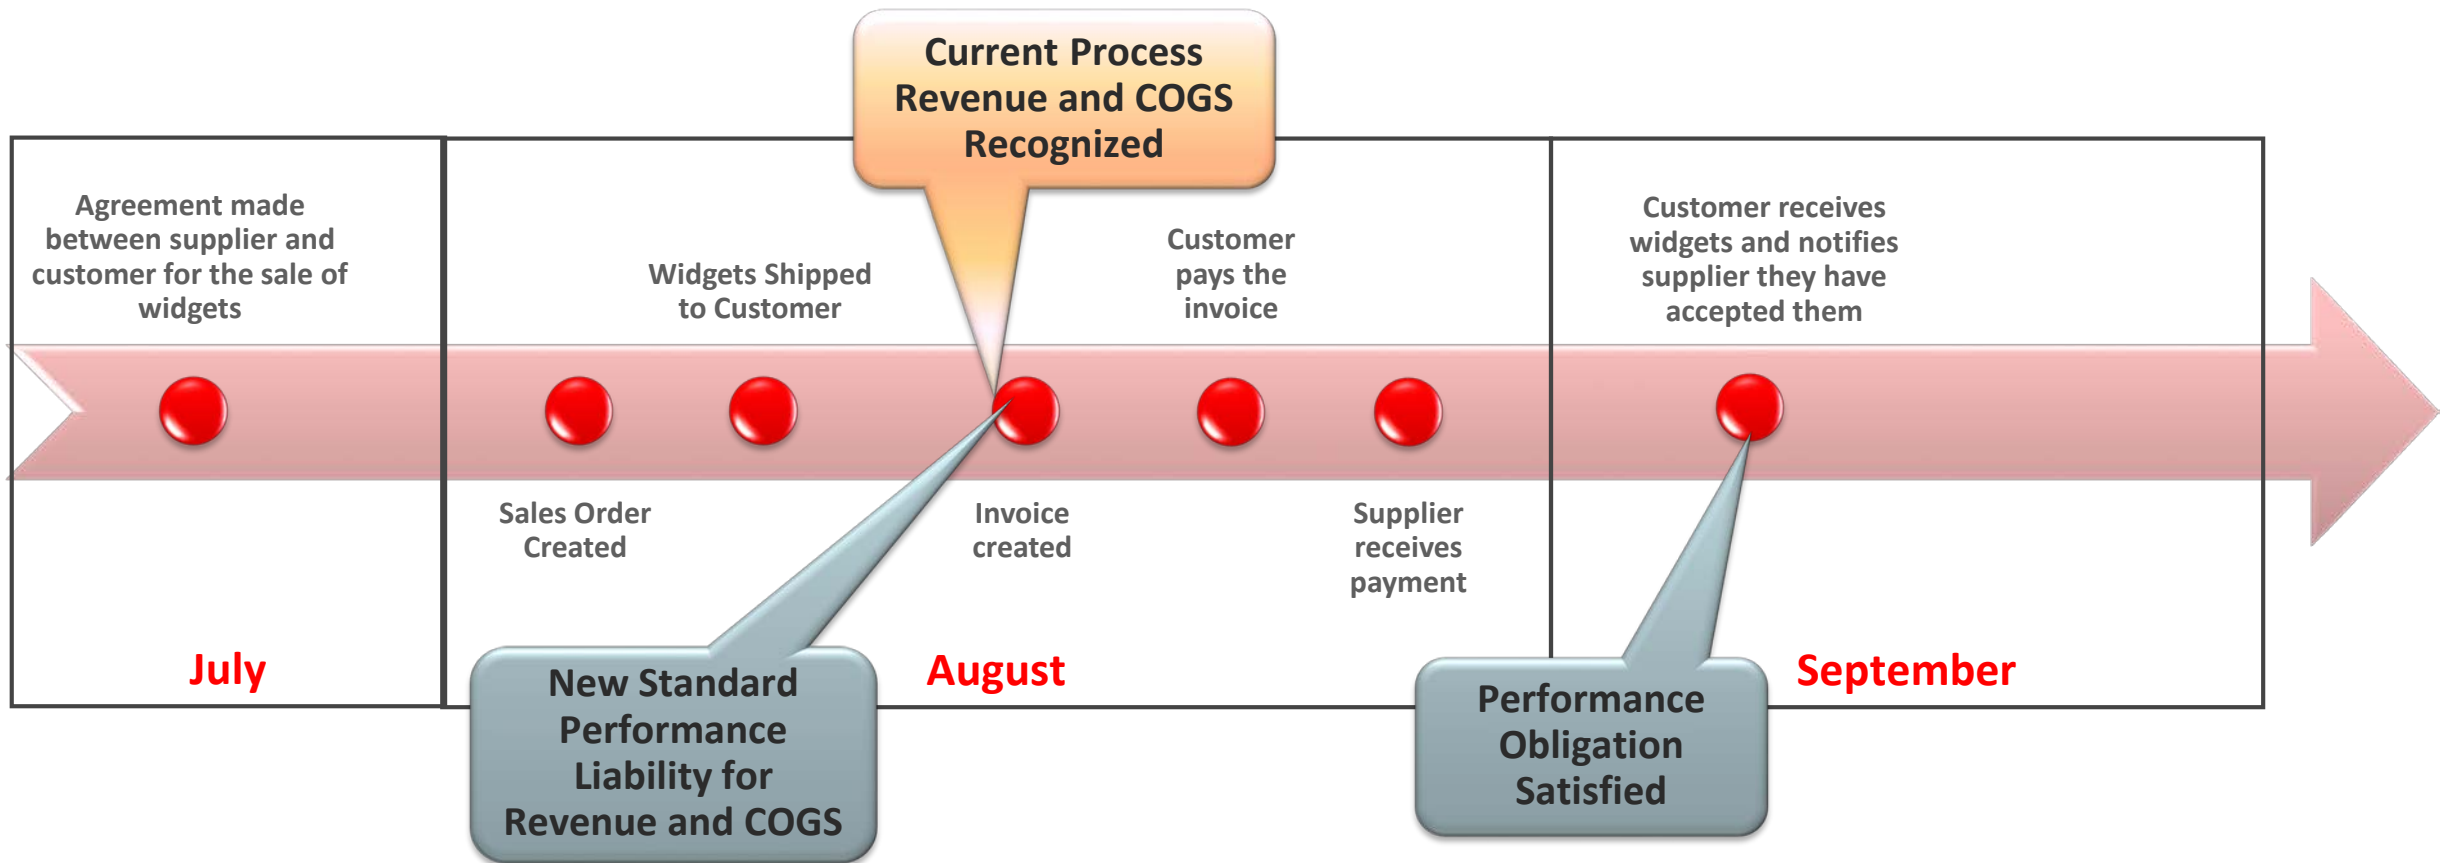 Current Process
Revenue and COGS
Recognized
Agreement made
between supplier and
customer for the sale of
widgets
Widgets Shipped
to Customer
Customer
pays the
invoice
Customer receives
widgets and notifies
supplier they have
accepted them
Sales Order
Created
Invoice
created
Supplier
receives
payment
July
August
September
New Standard
Performance
Liability for
Revenue and COGS
Performance
Obligation
Satisfied